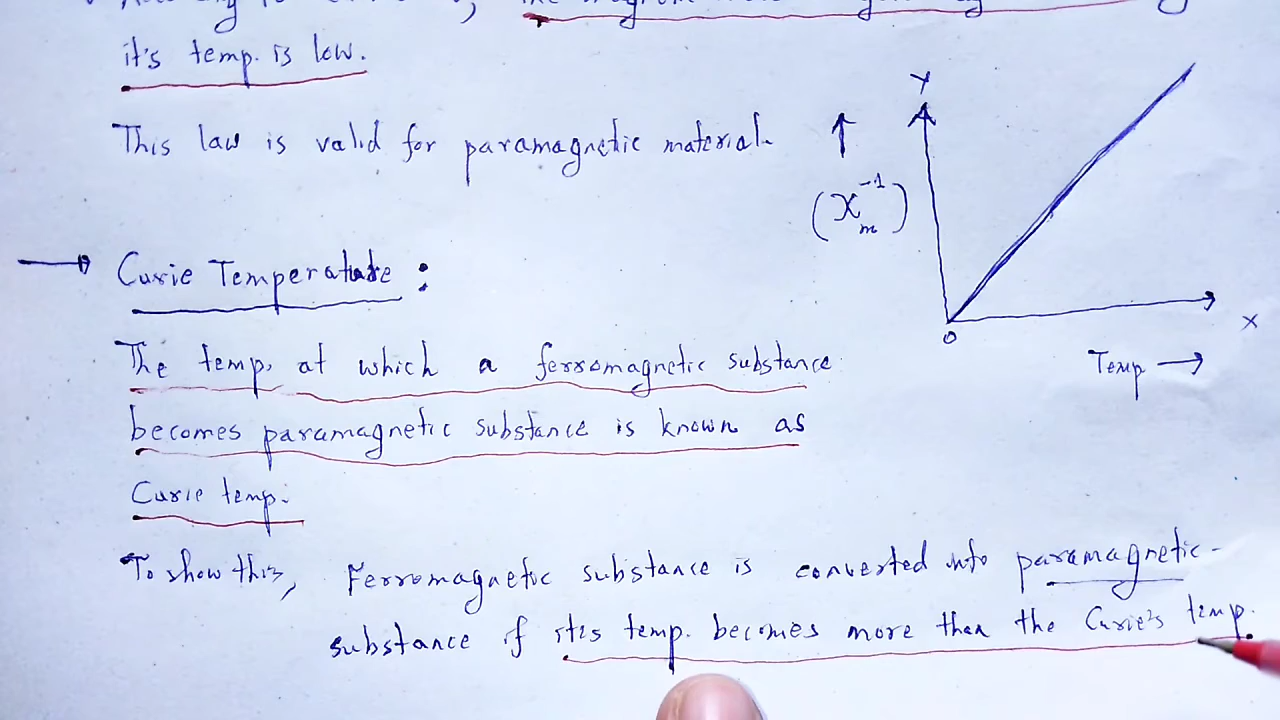 it's temp. is low.
This law is valid for paramagnetic material.
Y
(χm⁻¹)
O
X
Temp →
→ Curie Temperature :
The temp. at which a ferromagnetic substance
becomes paramagnetic substance is known as
Curie temp.
To show this, Ferromagnetic substance is converted into paramagnetic-
substance if its temp. becomes more than the Curie's temp.